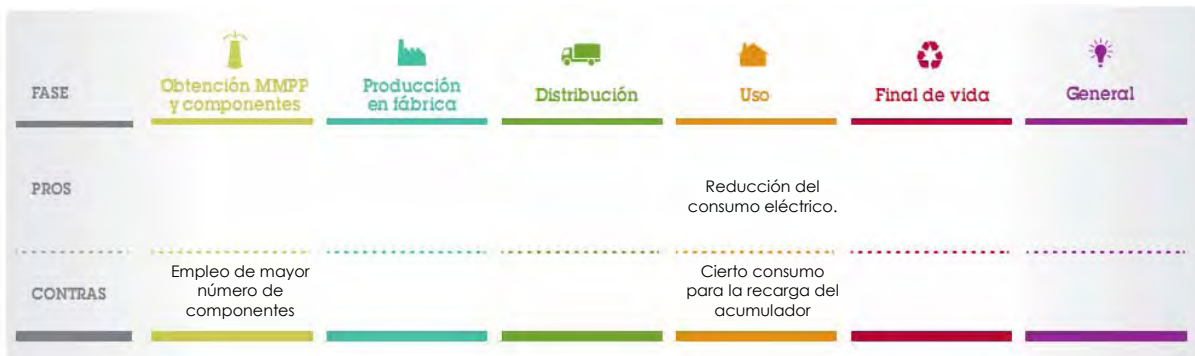 FASE
Obtención MMPP
y componentes
Producción
en fábrica
Distribución
Uso
Final de vida
General
PROS
Reducción del
consumo eléctrico.
CONTRAS
Empleo de mayor
número de
componentes
Cierto consumo
para la recarga del
acumulador